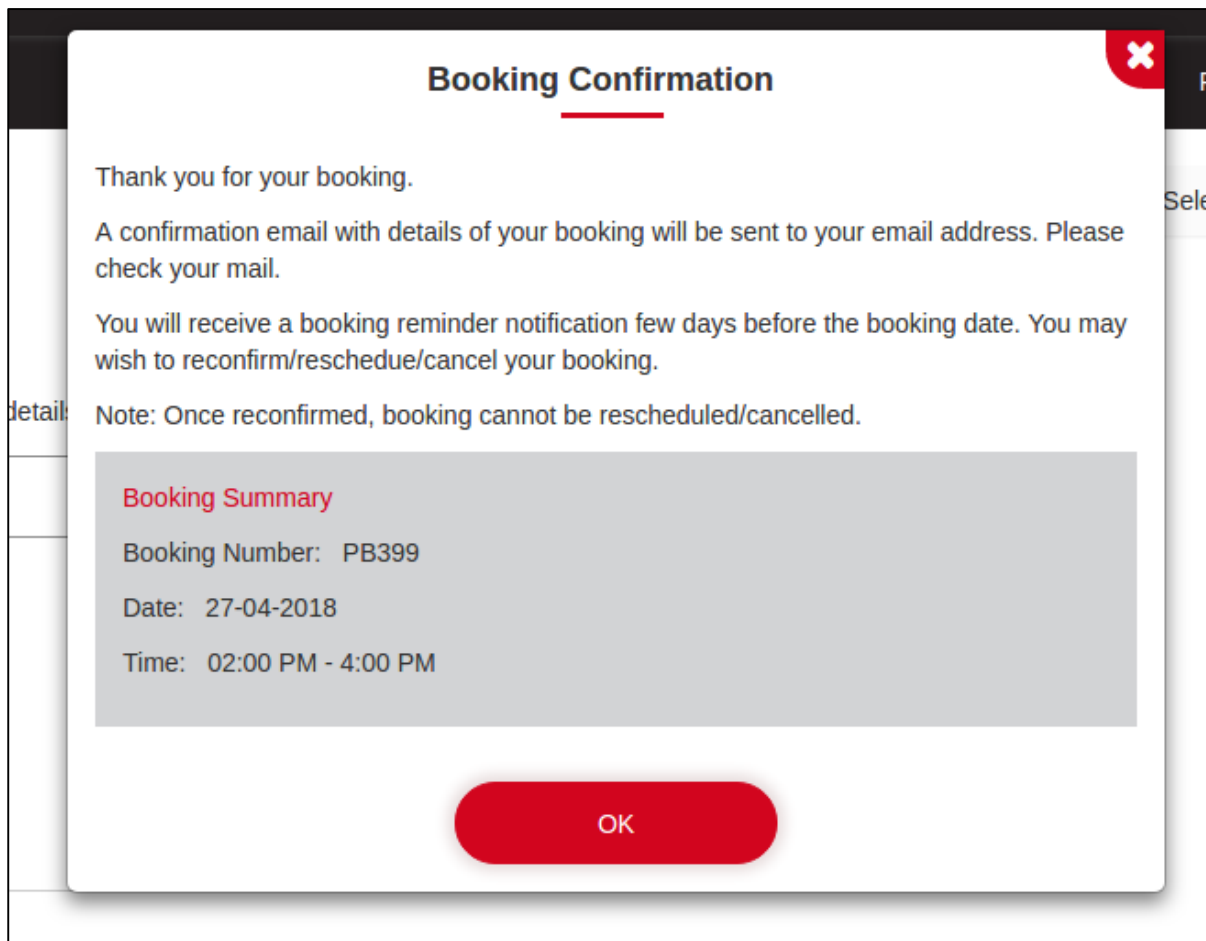 Booking Confirmation
Thank you for your booking.
A confirmation email with details of your booking will be sent to your email address. Please
check your mail.
You will receive a booking reminder notification few days before the booking date. You may
wish to reconfirm/reschedue/cancel your booking.
details
Note: Once reconfirmed, booking cannot be rescheduled/cancelled.
Booking Summary
Booking Number: PB399
Date: 27-04-2018
Time: 02:00 PM - 4:00 PM
OK